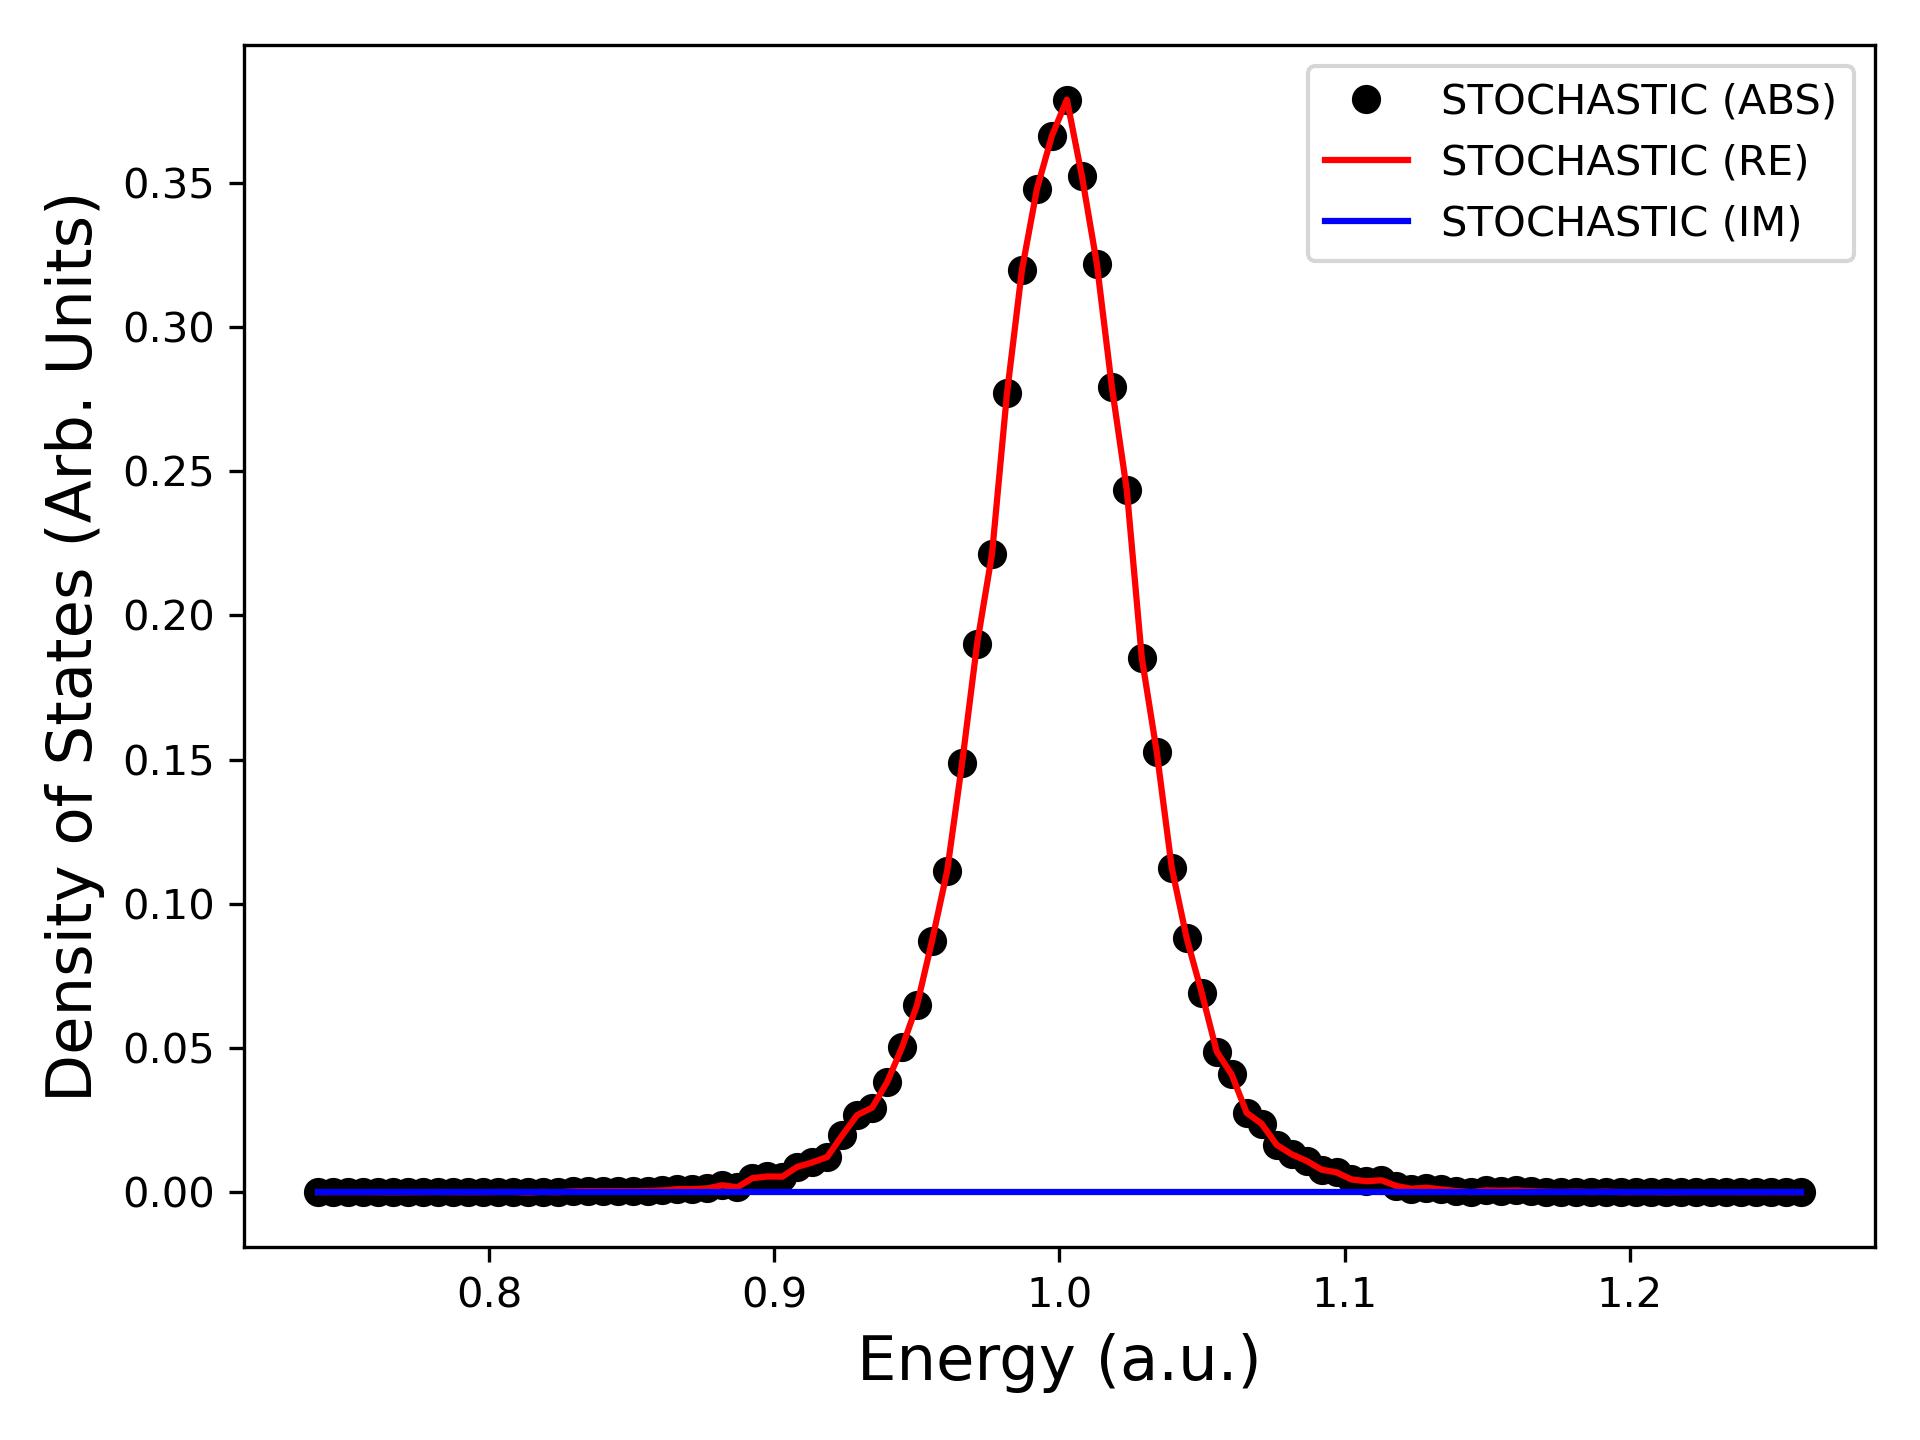 STOCHASTIC (ABS)
STOCHASTIC (RE)
STOCHASTIC (IM)
Density of States (Arb. Units)
0.35
0.30
0.25
0.20
0.15
0.10
0.05
0.00
0.8
0.9
1.0
1.1
1.2
Energy (a.u.)